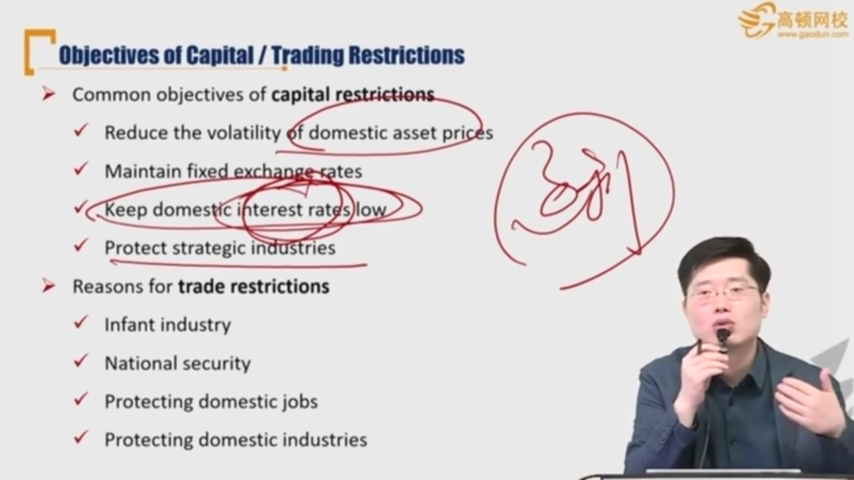 高顿网校
www.gaodun.com
Objectives of Capital / Trading Restrictions
Common objectives of capital restrictions
Reduce the volatility of domestic asset prices
Maintain fixed exchange rates
Keep domestic interest rates low
Protect strategic industries
Reasons for trade restrictions
Infant industry
National security
Protecting domestic jobs
Protecting domestic industries